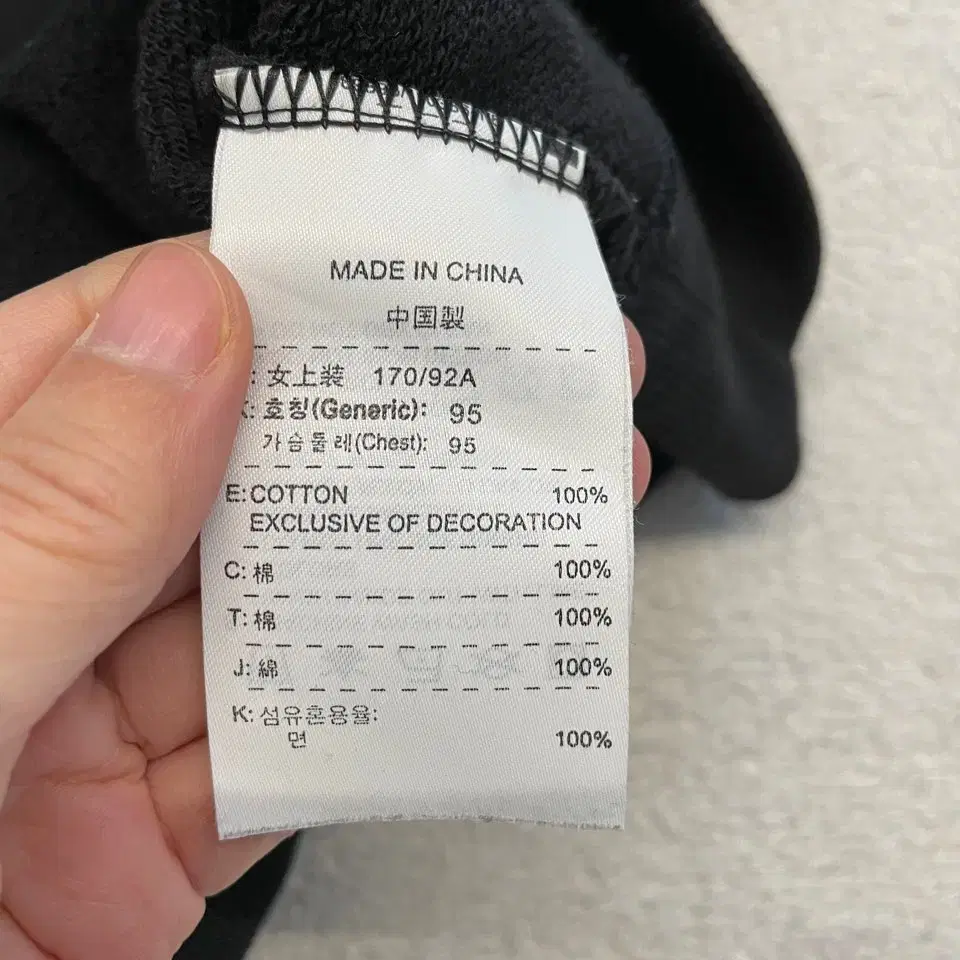 MADE IN CHINA
中国製
: 女上装 170/92A
: 호칭(Generic): 95
가슴둘레(Chest): 95
E:COTTON 100%
EXCLUSIVE OF DECORATION
C: 棉 100%
T: 棉 100%
J: 綿 100%
K: 섬유혼용율:
면 100%